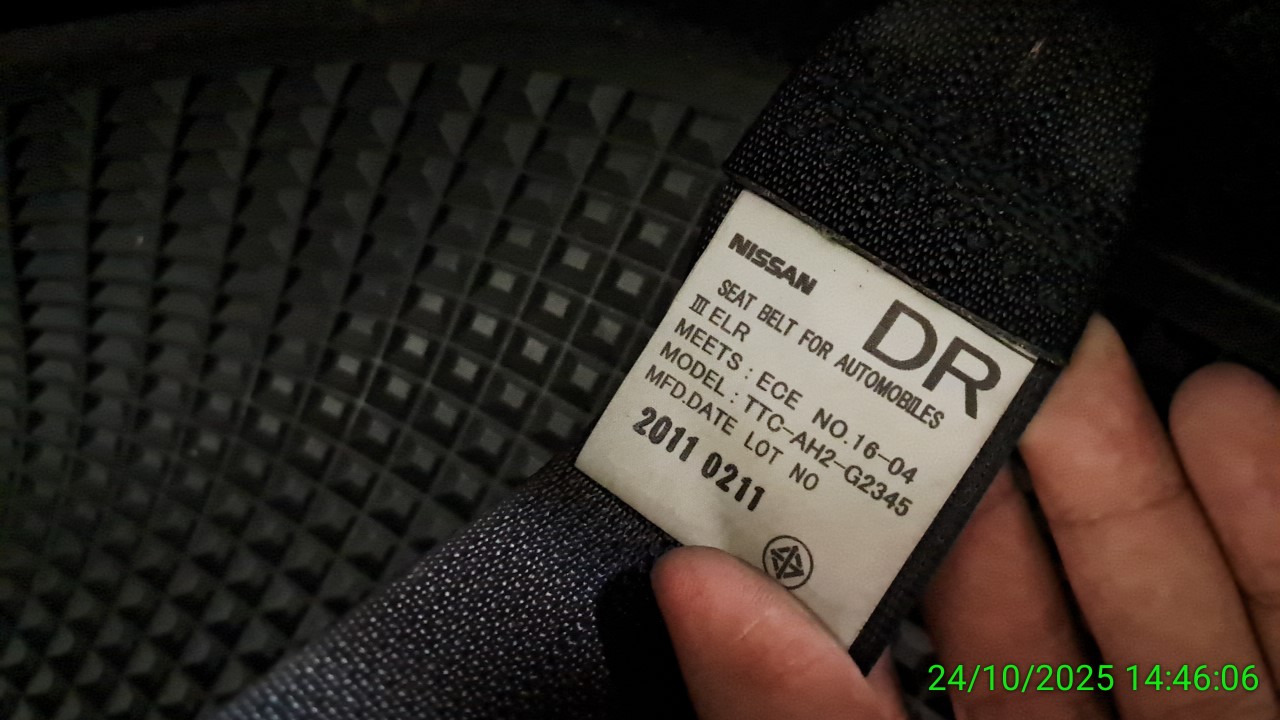 NISSAN
DR
SEAT BELT FOR AUTOMOBILES
III ELR
MEETS : ECE NO.16-04
MODEL : TTC-AH2-G2345
MFD.DATE LOT NO
2011 0211
24/10/2025 14:46:06